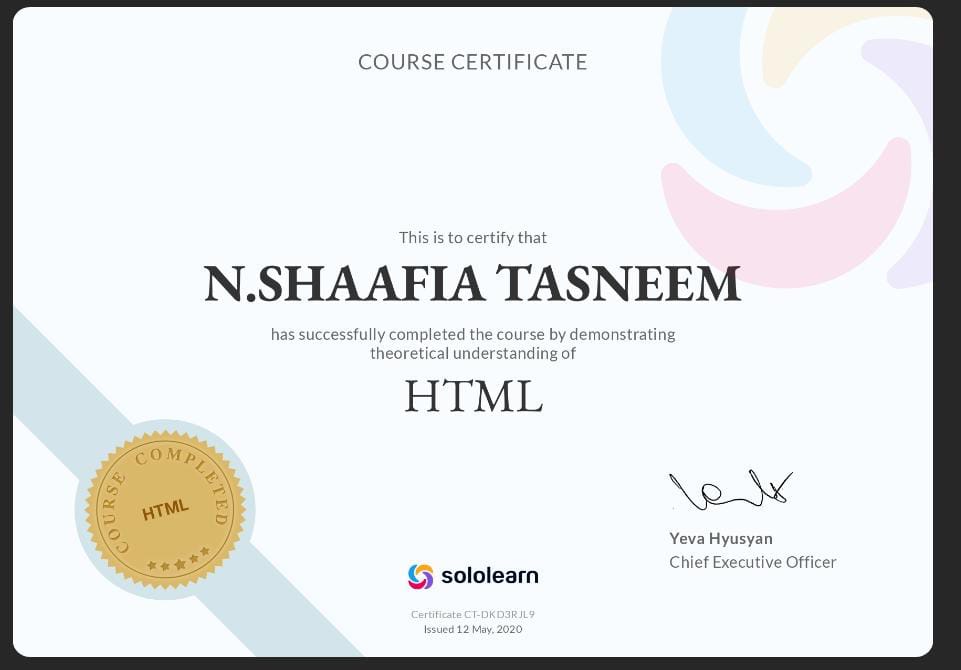 COURSE CERTIFICATE
This is to certify that
N.SHAAFIA TASNEEM
has successfully completed the course by demonstrating
theoretical understanding of
HTML
COURSE COMPLETED
HTML
Yeva Hyusyan
Chief Executive Officer
sololearn
Certificate CT-DKD3RJL9
Issued 12 May, 2020